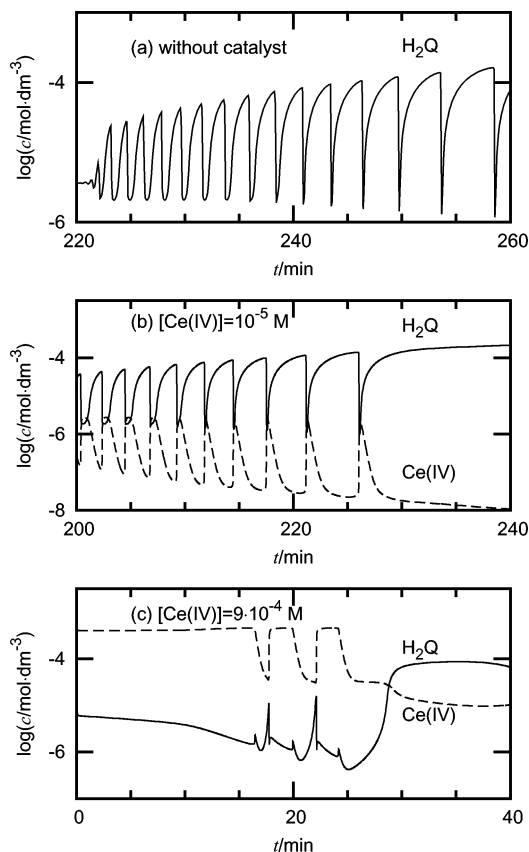 (a) without catalyst
H₂Q
-4
-6
log(c/mol·dm⁻³)
220 240 260
t/min
(b) [Ce(IV)]=10⁻⁵ M
H₂Q
-4
-6
-8
log(c/mol·dm⁻³)
Ce(IV)
200 220 240
t/min
(c) [Ce(IV)]=9·10⁻⁴ M
H₂Q
-4
-6
log(c/mol·dm⁻³)
Ce(IV)
0 20 40
t/min